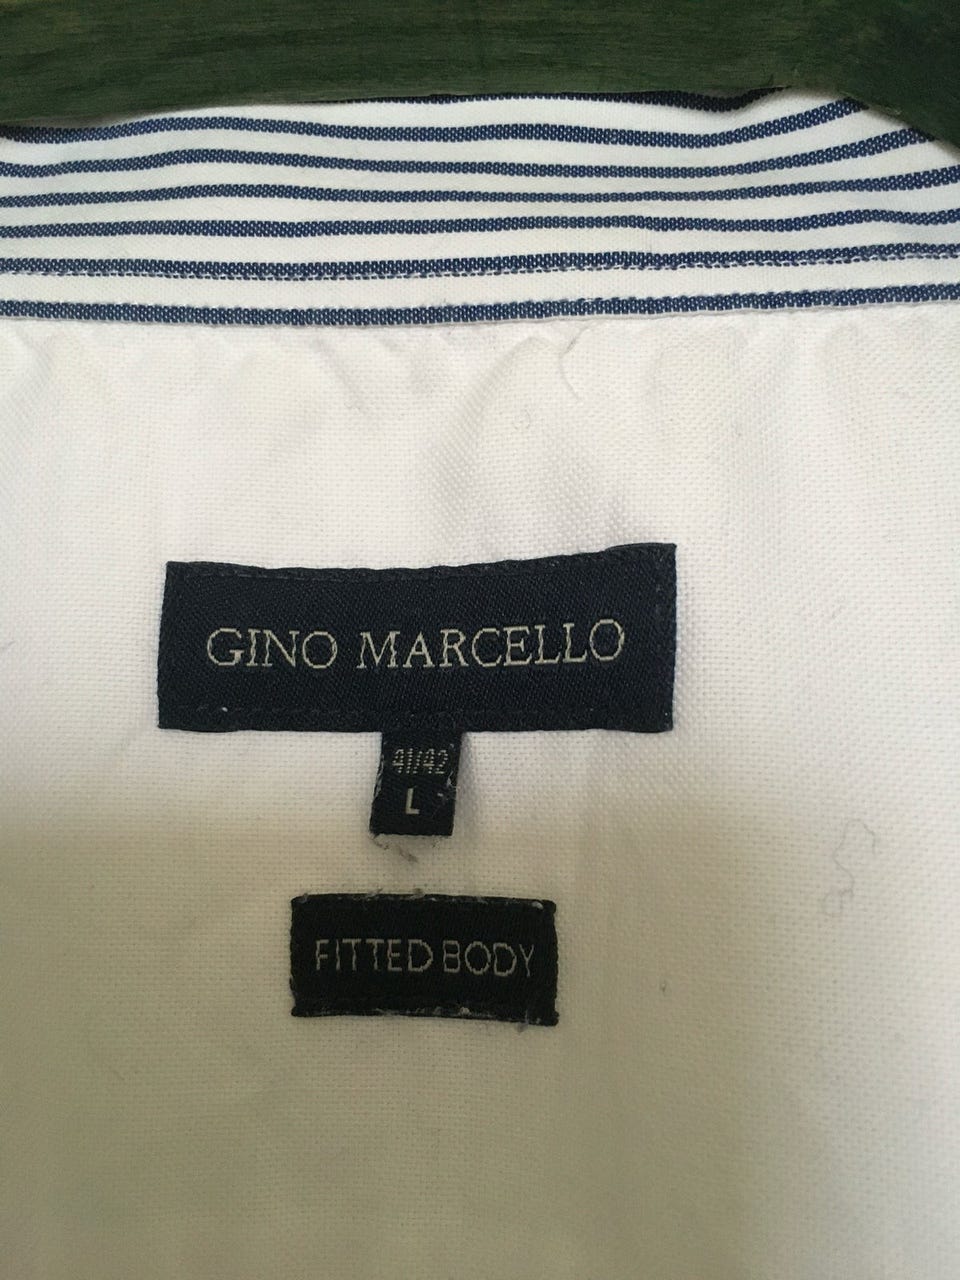 GINO MARCELLO
41/42
L
FITTED BODY